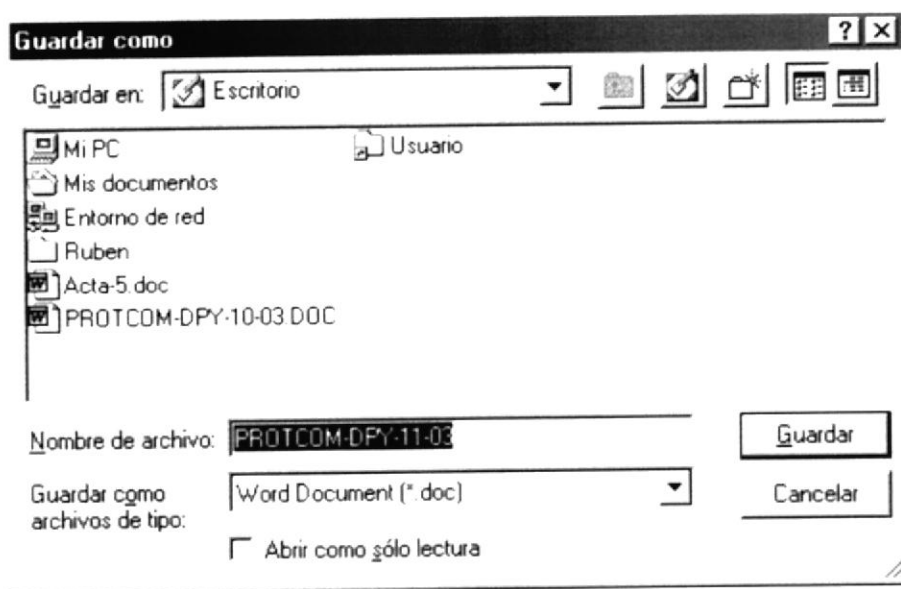 Guardar como
Guardar en: Escritorio
Mi PC
Mis documentos
Entorno de red
Ruben
Acta-5.doc
PROTCOM-DPY-10-03.DOC
Usuario
Nombre de archivo: PROTCOM-DPY-11-03 Guardar
Guardar como archivos de tipo: Word Document (*.doc) Cancelar
Abrir como sólo lectura